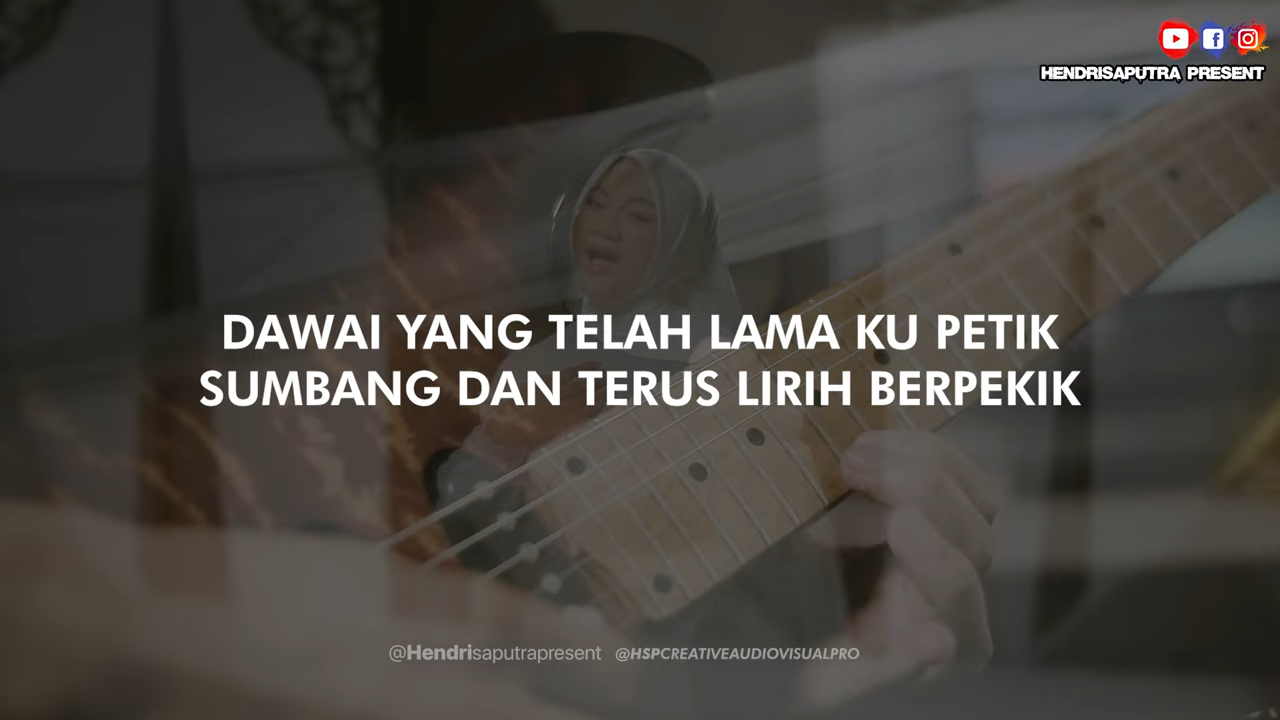 HENDRISAPUTRA PRESENT
DAWAI YANG TELAH LAMA KU PETIK
SUMBANG DAN TERUS LIRIH BERPEKIK
@Hendrisaputrapresent @HSPCREATIVEAUDIOVISUALPRO